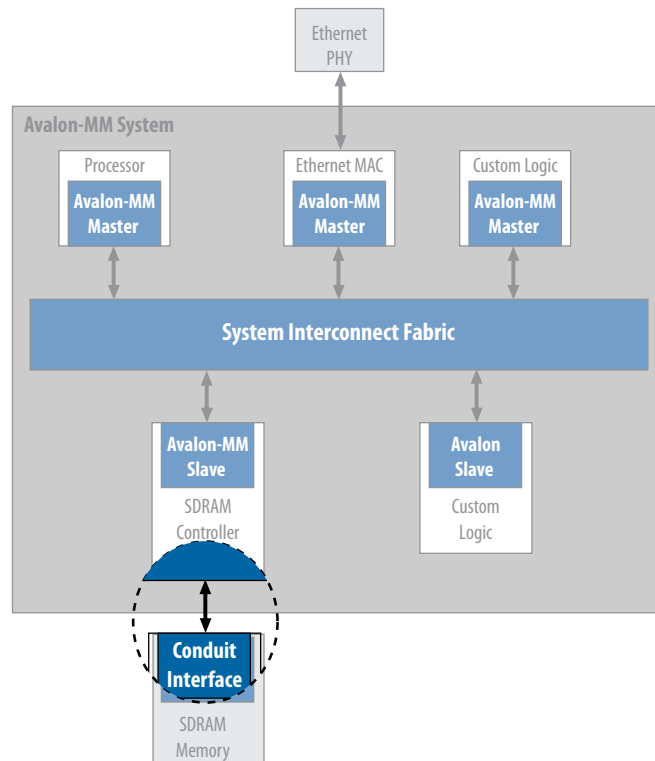 Ethernet
PHY
Avalon-MM System
Processor
Avalon-MM
Master
Ethernet MAC
Avalon-MM
Master
Custom Logic
Avalon-MM
Master
System Interconnect Fabric
Avalon-MM
Slave
SDRAM
Controller
Avalon
Slave
Custom
Logic
Conduit
Interface
SDRAM
Memory